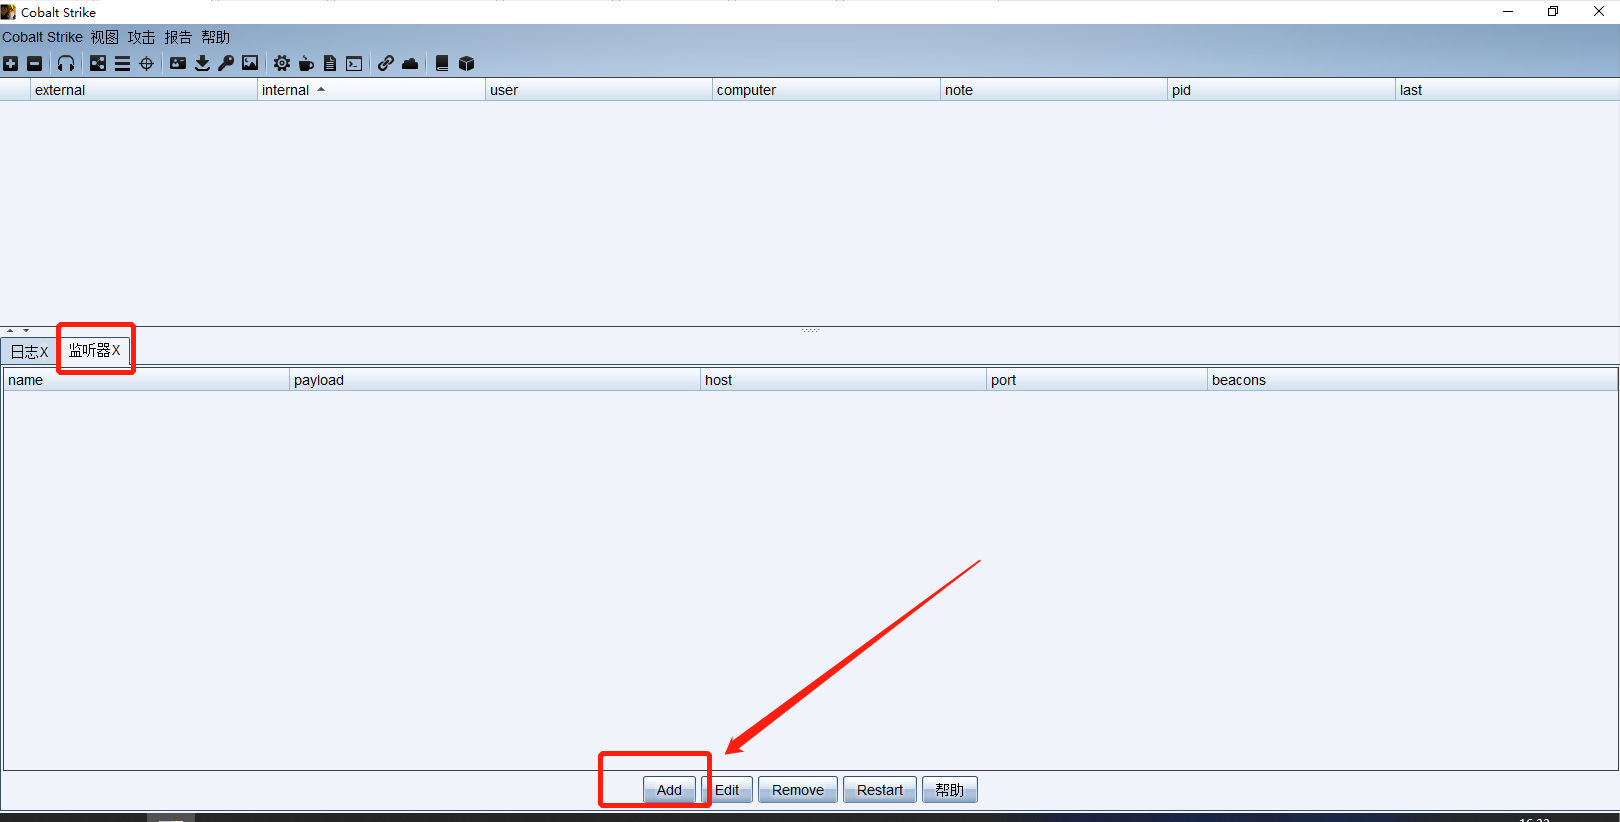 Cobalt Strike
Cobalt Strike 视图 攻击 报告 帮助
external internal user computer note pid last
日志X 监听器X
name payload host port beacons
Add Edit Remove Restart 帮助